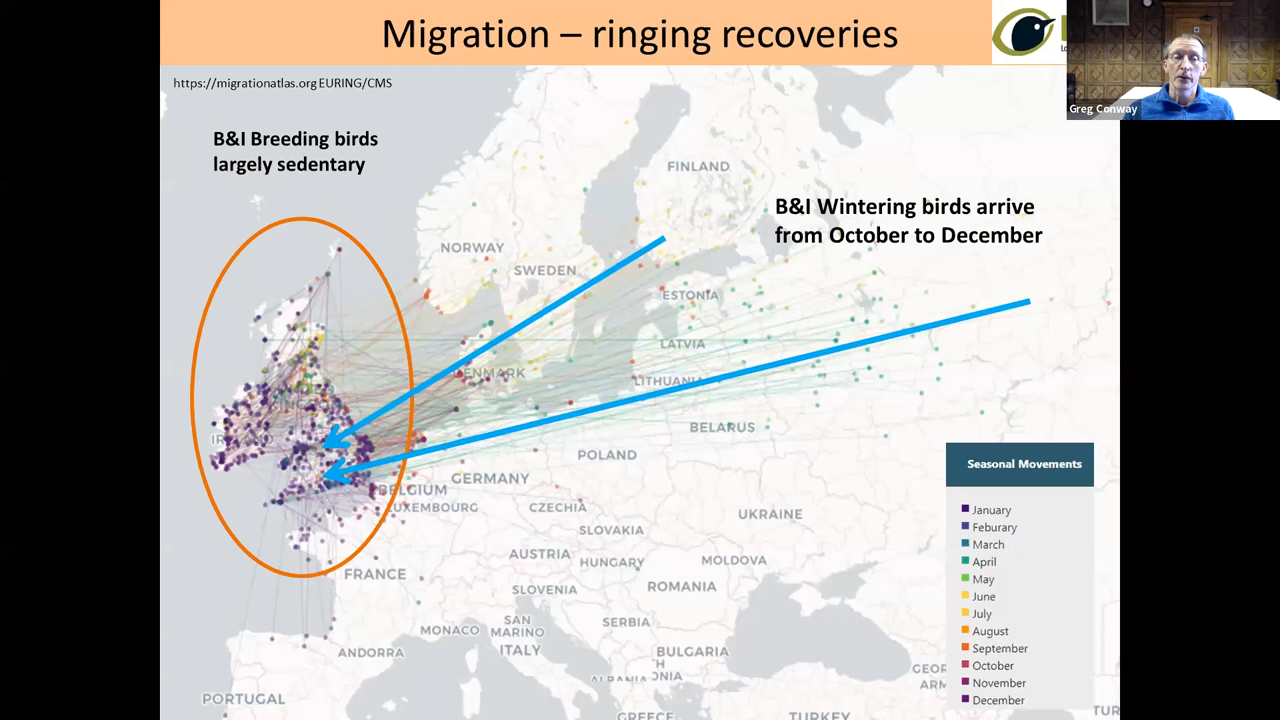 Migration – ringing recoveries
Greg Conway
https://migrationatlas.org EURING/CMS
B&I Breeding birds
largely sedentary
B&I Wintering birds arrive
from October to December
FINLAND
NORWAY
SWEDEN
ESTONIA
LATVIA
DENMARK
LITHUANIA
BELARUS
POLAND
GERMANY
BELGIUM
LUXEMBOURG
CZECHIA
UKRAINE
SLOVAKIA
AUSTRIA
HUNGARY
MOLDOVA
FRANCE
SLOVENIA
ROMANIA
MONACO
SAN
MARINO
SERBIA
ITALY
ANDORRA
BULGARIA
PORTUGAL
GREECE
TURKEY
Seasonal Movements
January
Feburary
March
April
May
June
July
August
September
October
November
December